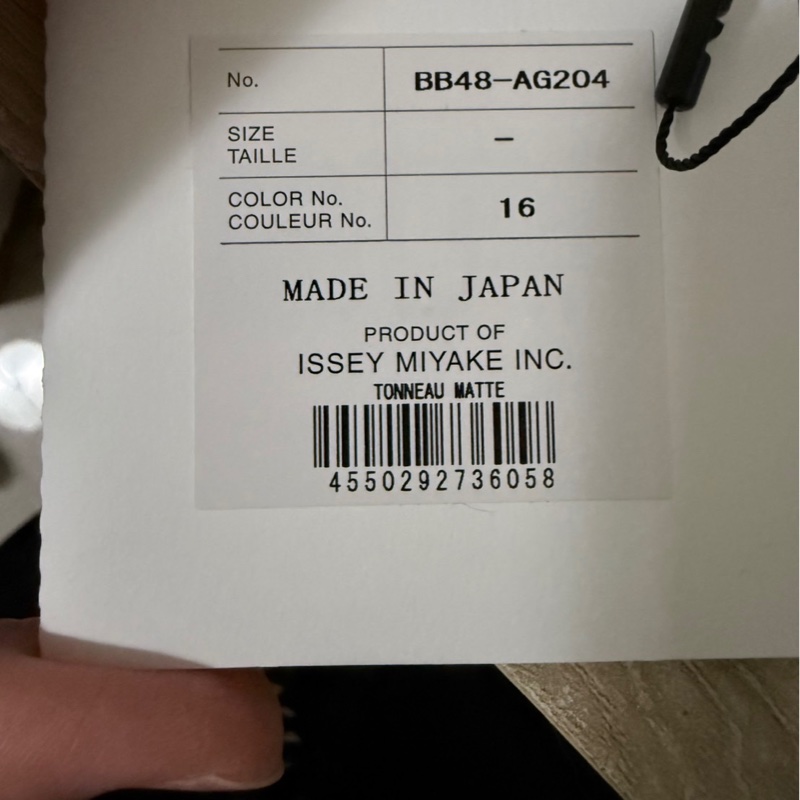 No. BB48-AG204
SIZE
TAILLE
-
COLOR No.
COULEUR No.
16
MADE IN JAPAN
PRODUCT OF
ISSEY MIYAKE INC.
TONNEAU MATTE
4550292736058